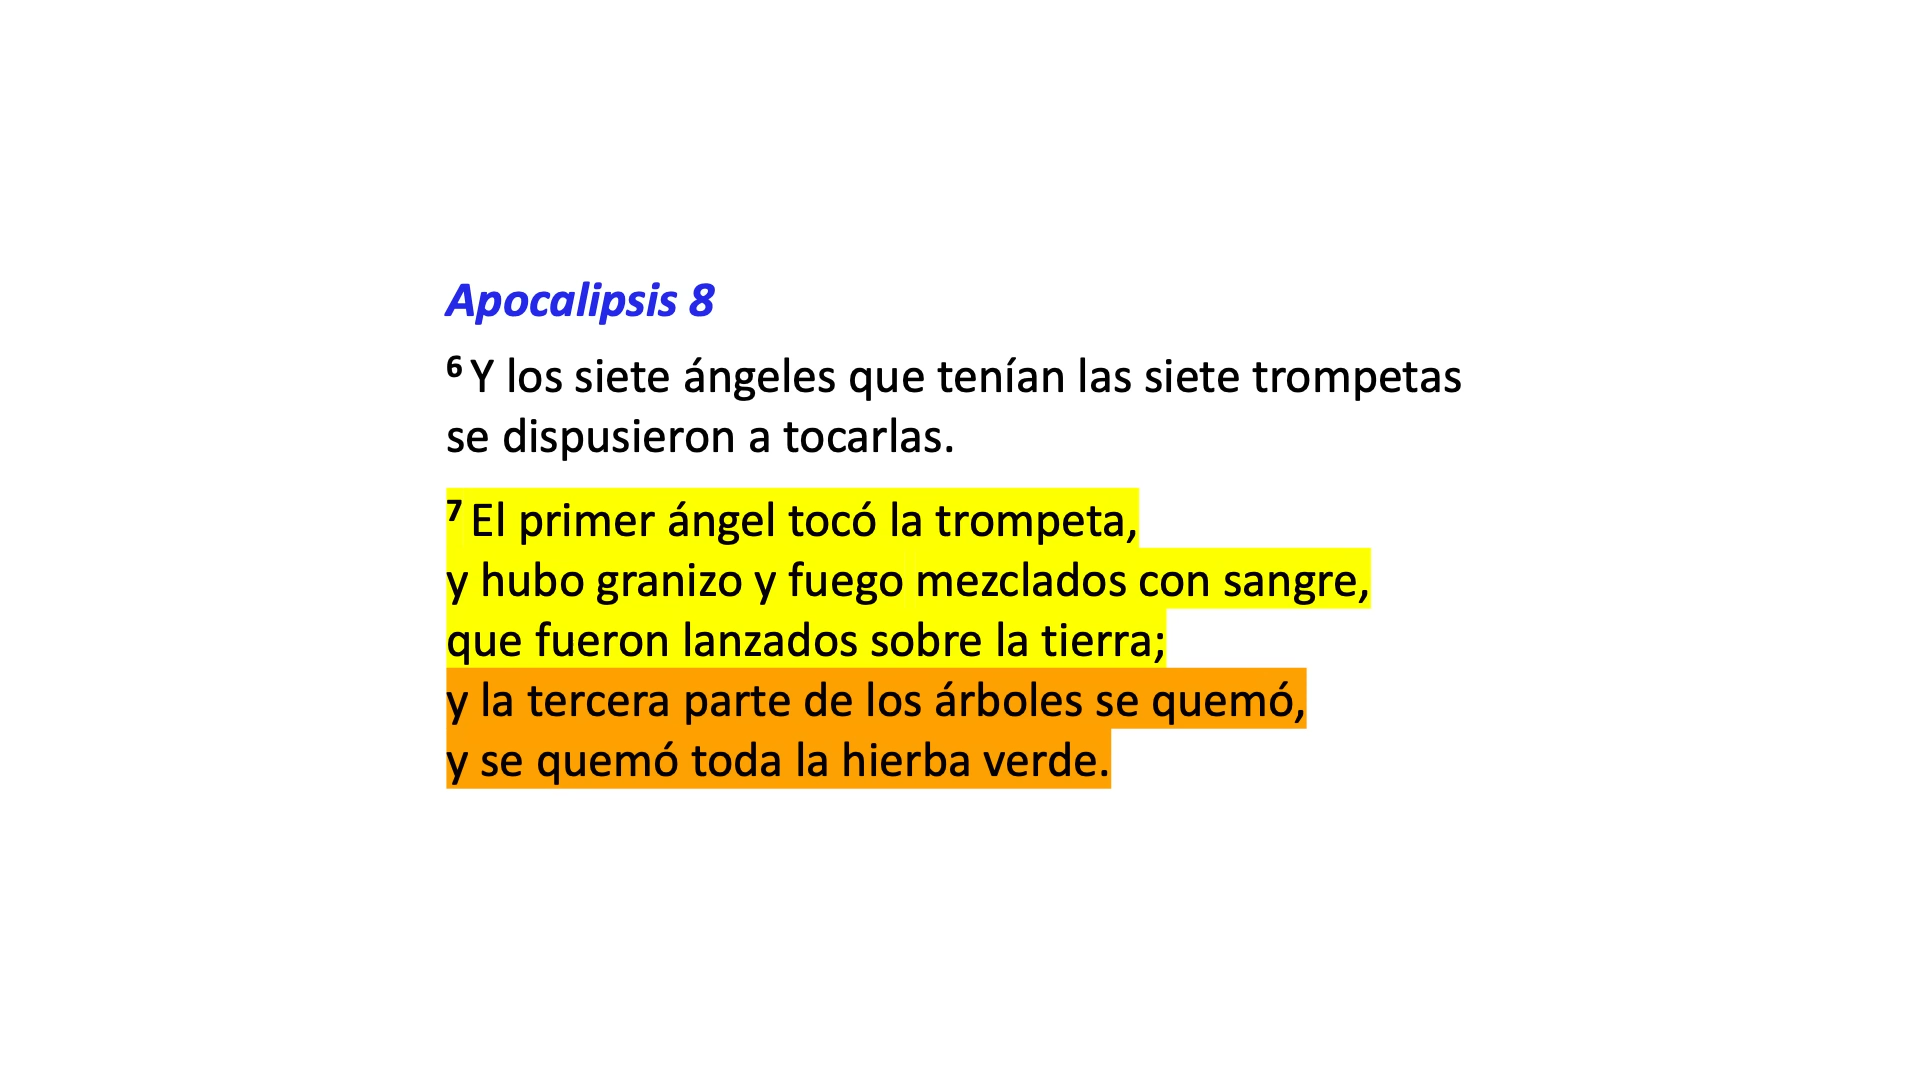 Apocalipsis 8
6 Y los siete ángeles que tenían las siete trompetas
se dispusieron a tocarlas.
7 El primer ángel tocó la trompeta,
y hubo granizo y fuego mezclados con sangre,
que fueron lanzados sobre la tierra;
y la tercera parte de los árboles se quemó,
y se quemó toda la hierba verde.